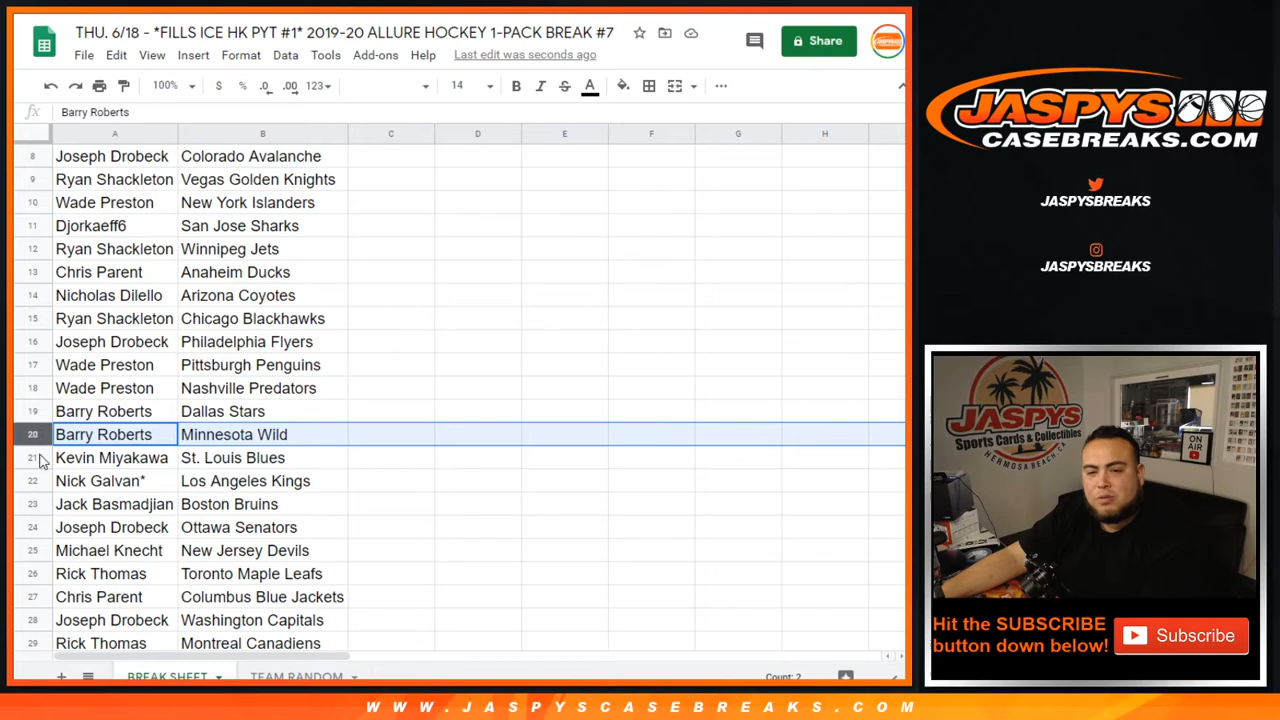 THU. 6/18 - *FILLS ICE HK PYT #1* 2019-20 ALLURE HOCKEY 1-PACK BREAK #7
File Edit View Insert Format Data Tools Add-ons Help Last edit was seconds ago
Share
100% $ % .0 .00 123 14 B I S A
fx Barry Roberts
A B C D E F G H
8 Joseph Drobeck Colorado Avalanche
9 Ryan Shackleton Vegas Golden Knights
10 Wade Preston New York Islanders
11 Djorkaeff6 San Jose Sharks
12 Ryan Shackleton Winnipeg Jets
13 Chris Parent Anaheim Ducks
14 Nicholas Dilello Arizona Coyotes
15 Ryan Shackleton Chicago Blackhawks
16 Joseph Drobeck Philadelphia Flyers
17 Wade Preston Pittsburgh Penguins
18 Wade Preston Nashville Predators
19 Barry Roberts Dallas Stars
20 Barry Roberts Minnesota Wild
21 Kevin Miyakawa St. Louis Blues
22 Nick Galvan* Los Angeles Kings
23 Jack Basmadjian Boston Bruins
24 Joseph Drobeck Ottawa Senators
25 Michael Knecht New Jersey Devils
26 Rick Thomas Toronto Maple Leafs
27 Chris Parent Columbus Blue Jackets
28 Joseph Drobeck Washington Capitals
29 Rick Thomas Montreal Canadiens
BREAK SHEET TEAM RANDOM Count: 2
JASPYS
CASEBREAKS.COM
JASPYSBREAKS
JASPYSBREAKS
JASPYS
Sports Cards & Collectibles
HERMOSA BEACH, CA
ON AIR
Hit the SUBSCRIBE
button down below!
Subscribe
WWW.JASPYSCASEBREAKS.COM